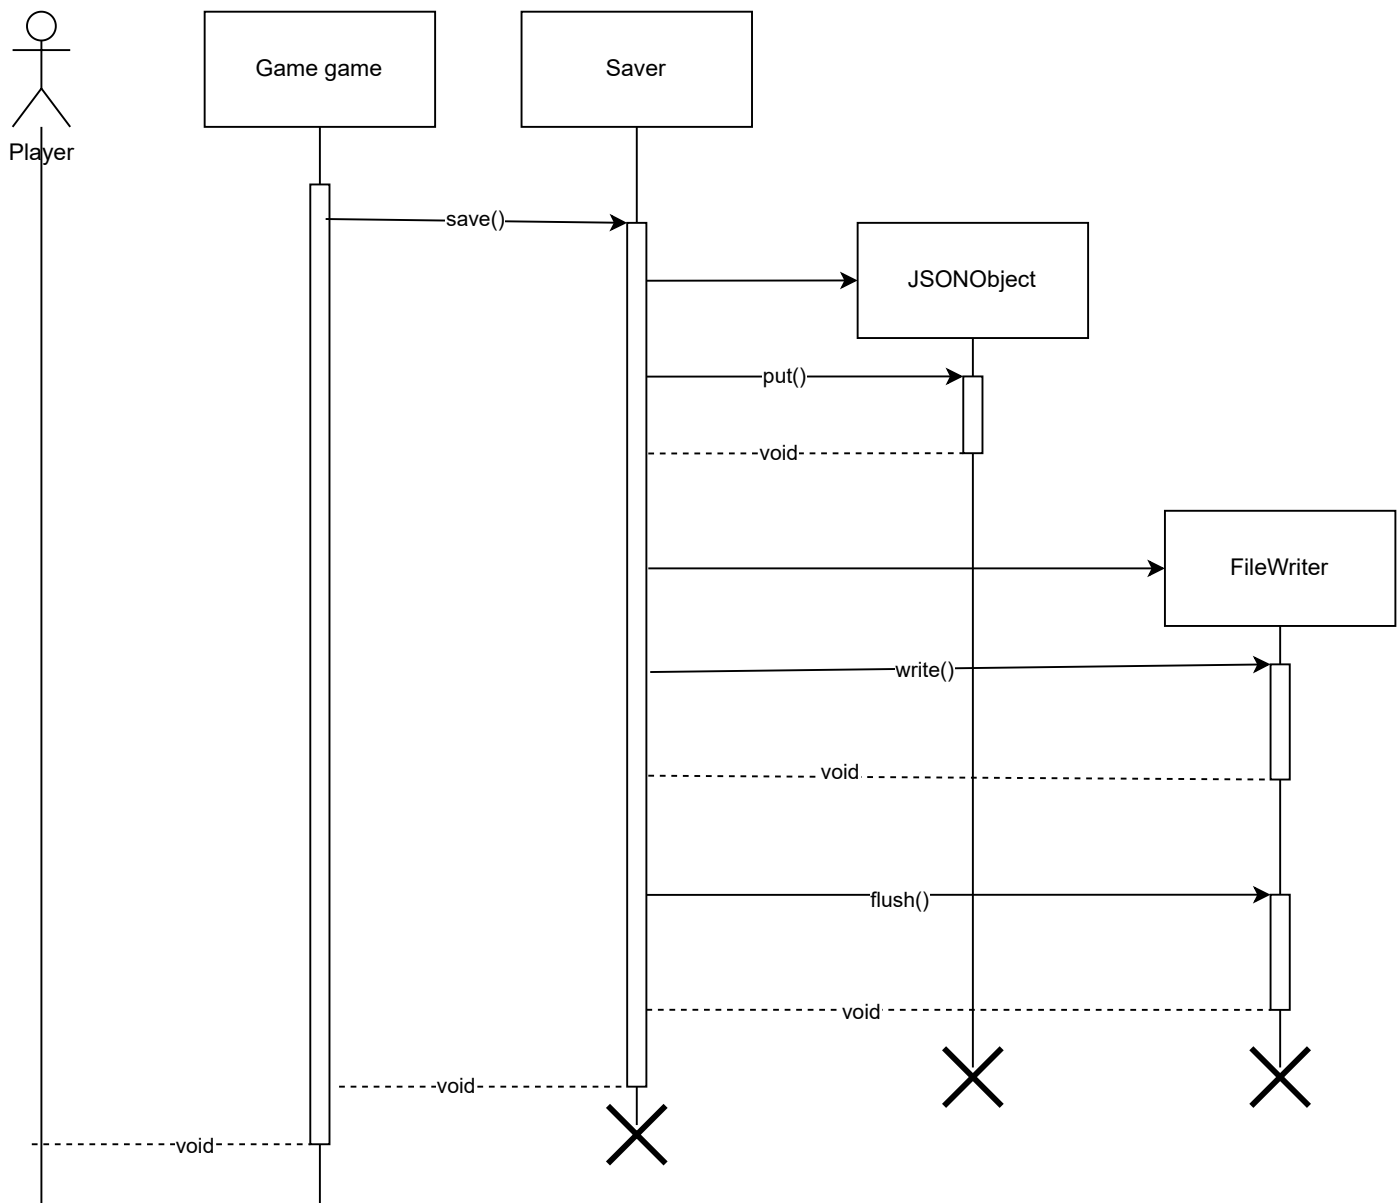 Game game
Saver
Player
save()
JSONObject
put()
void
FileWriter
write()
void
flush()
void
void
void